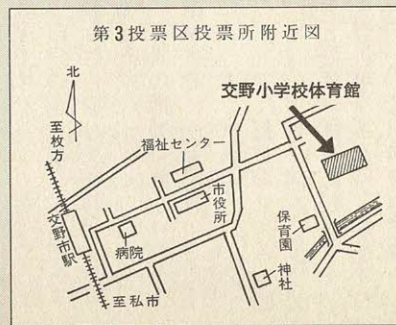 第3投票区投票所附近図
北
交野小学校体育館
至枚方
福祉センター
市役所
交野市駅
病院
保育園
神社
至私市